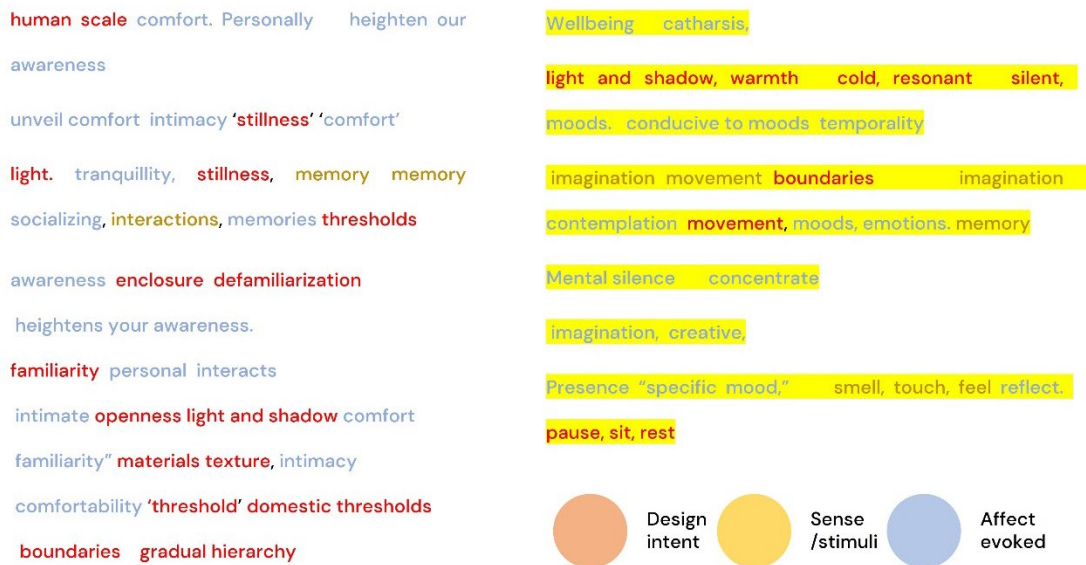 human scale comfort. Personally heighten our
awareness
unveil comfort intimacy ‘stillness’ ‘comfort’
light. tranquillity, stillness, memory memory
socializing, interactions, memories thresholds
awareness enclosure defamiliarization
heightens your awareness.
familiarity personal interacts
intimate openness light and shadow comfort
familiarity” materials texture, intimacy
comfortability ‘threshold’ domestic thresholds
boundaries gradual hierarchy
Wellbeing catharsis,
light and shadow, warmth cold, resonant silent,
moods. conducive to moods temporality
imagination movement boundaries imagination
contemplation movement, moods, emotions. memory
Mental silence concentrate
imagination, creative,
Presence “specific mood,” smell, touch, feel reflect.
pause, sit, rest
Design
intent
Sense
/stimuli
Affect
evoked